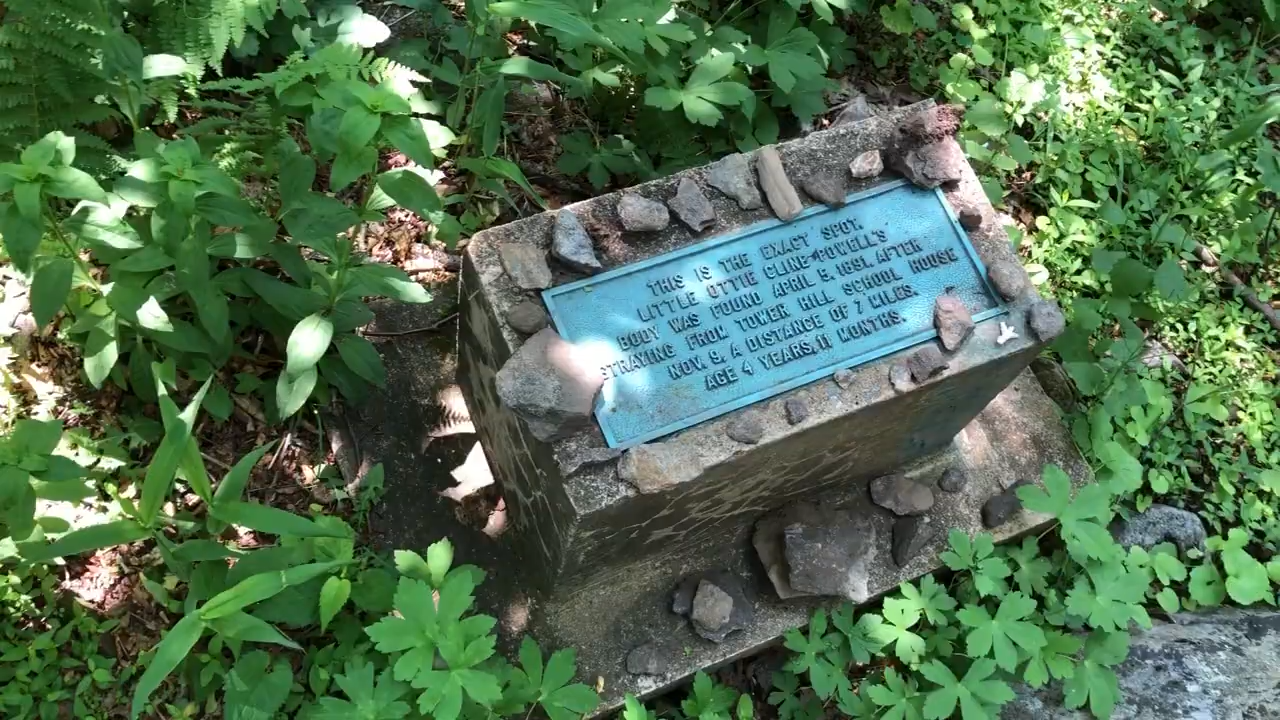 THIS IS THE EXACT SPOT.
LITTLE OTTIE CLINE POWELL'S
BODY WAS FOUND APRIL 5, 1891. AFTER
STRAYING FROM TOWER HILL SCHOOL HOUSE
NOV. 9, A DISTANCE OF 7 MILES.
AGE 4 YEARS, 11 MONTHS.